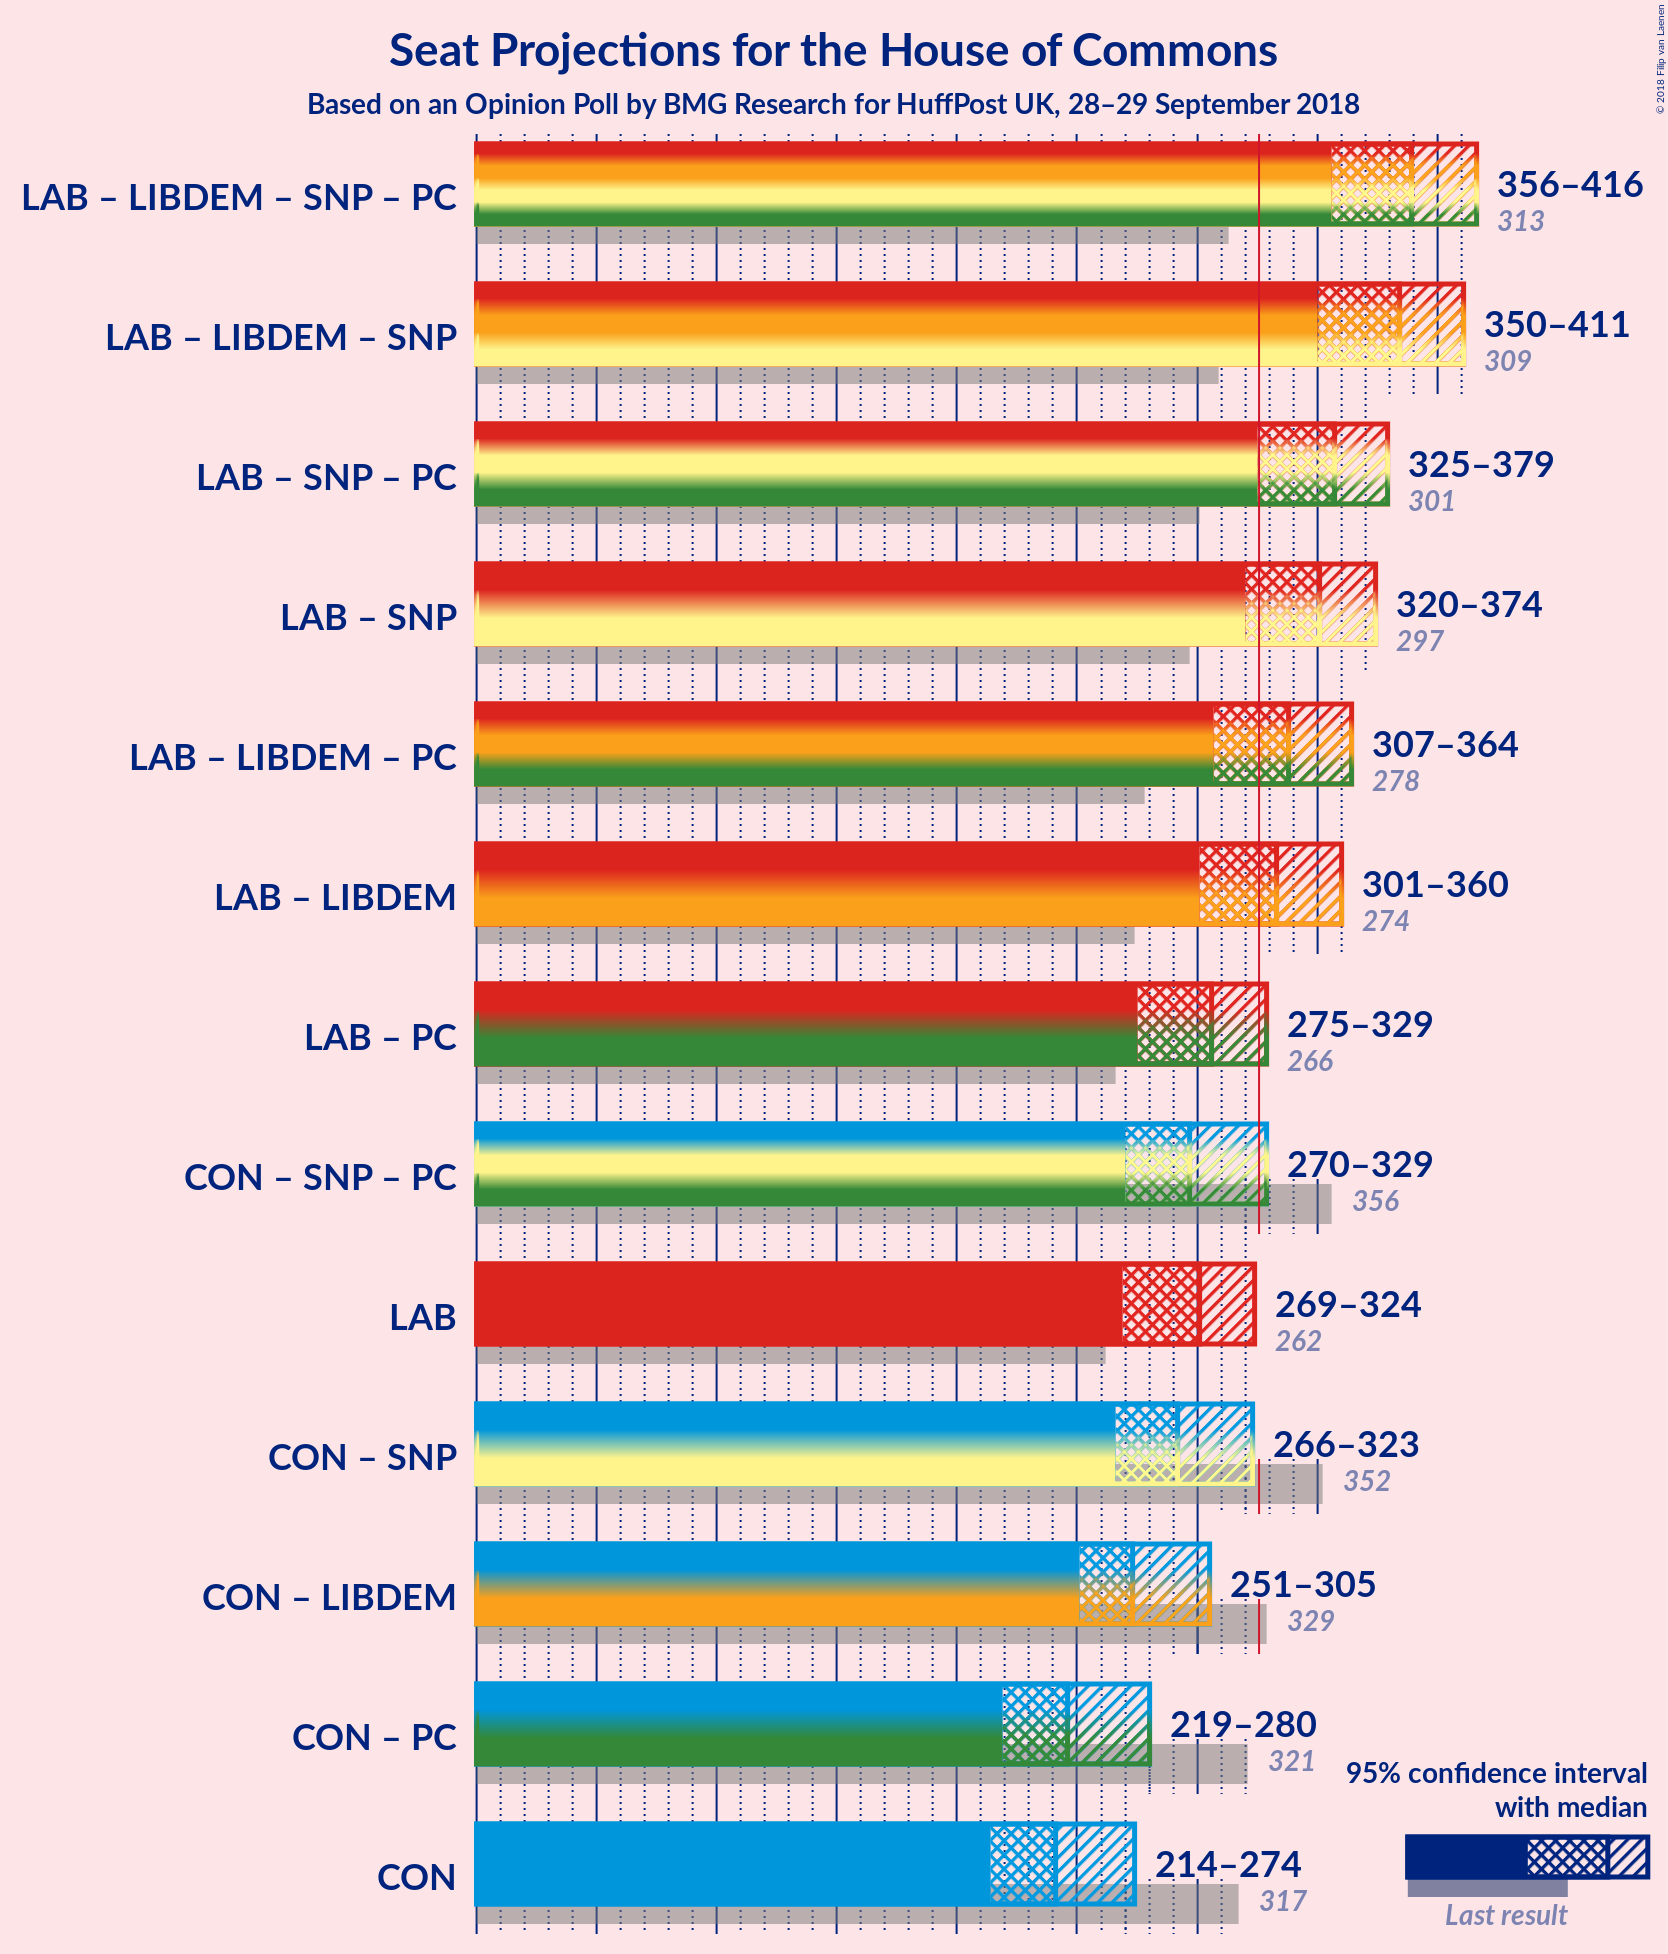 © 2018 Filip van Laenen
Seat Projections for the House of Commons
Based on an Opinion Poll by BMG Research for HuffPost UK, 28–29 September 2018
LAB – LIBDEM – SNP – PC
356–416
313
LAB – LIBDEM – SNP
350–411
309
LAB – SNP – PC
325–379
301
LAB – SNP
320–374
297
LAB – LIBDEM – PC
307–364
278
LAB – LIBDEM
301–360
274
LAB – PC
275–329
266
CON – SNP – PC
270–329
356
LAB
269–324
262
CON – SNP
266–323
352
CON – LIBDEM
251–305
329
CON – PC
219–280
321
CON
214–274
317
95% confidence interval
with median
Last result